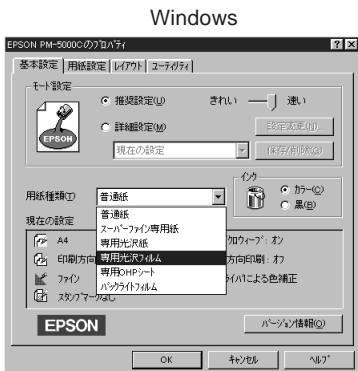 Windows
EPSON PM-5000Cのプロパティ
基本設定 用紙設定 レイアウト ユーティリティ
モード設定
推奨設定(U) きれい 速い
詳細設定(M) 設定変更(N)...
現在の設定 保存/削除(S)...
EPSON
インク
用紙種類(T) 普通紙 カラー(C)
黒(B)
普通紙
スーパーファイン専用紙
専用光沢紙
専用光沢フィルム
専用OHPシート
バックライトフィルム
現在の設定
A4 クロウィーブ: オン
印刷方向 方向印刷: オフ
ファイン ライバによる色補正
スタンプマークなし
EPSON バージョン情報(O)
OK キャンセル ヘルプ